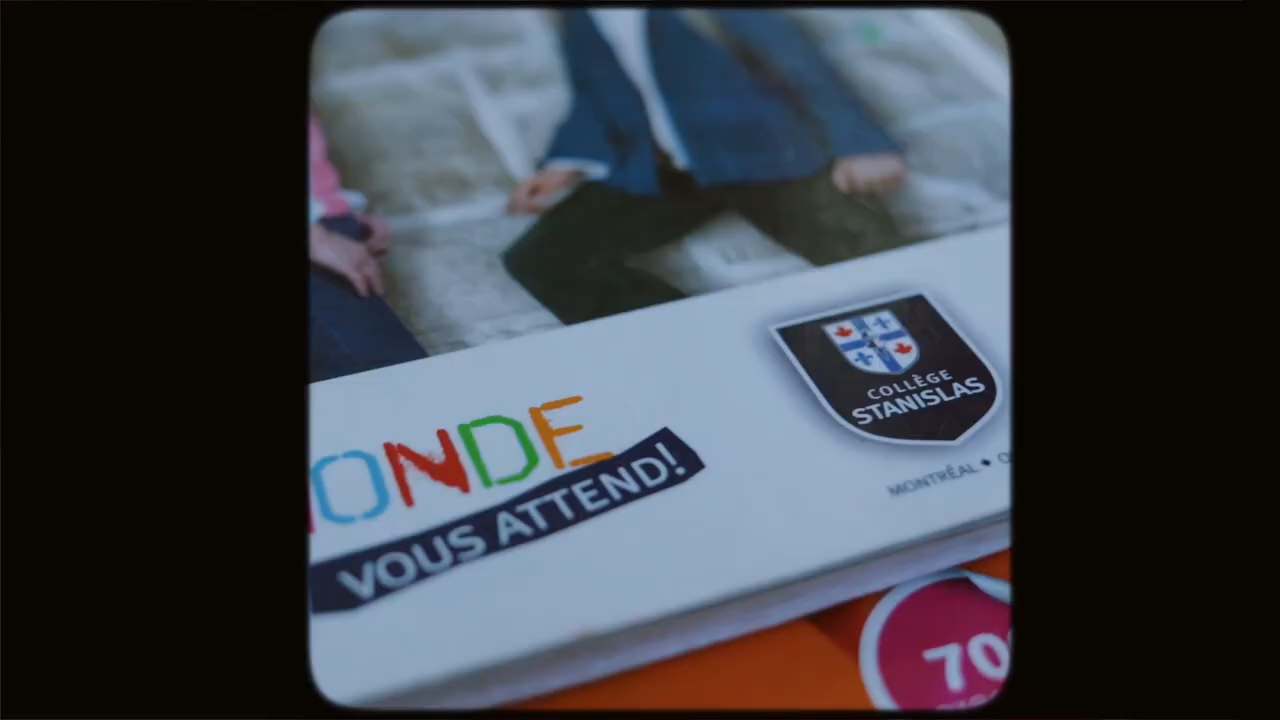 ONDE
VOUS ATTEND!
COLLÈGE
STANISLAS
MONTRÉAL ◆
70